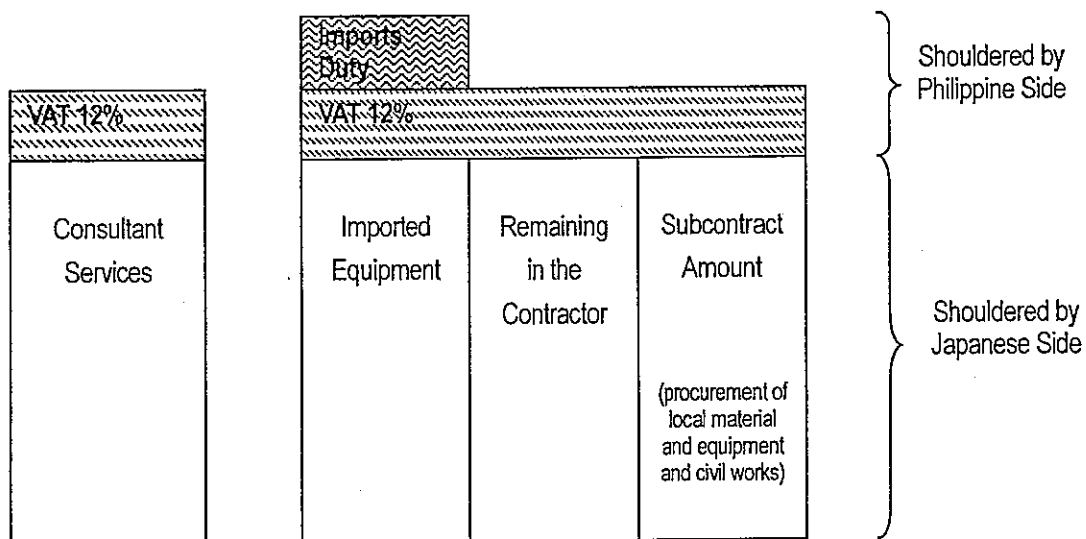 Imports
Duty
Shouldered by
Philippine Side
VAT 12%
VAT 12%
Consultant
Services
Imported
Equipment
Remaining
in the
Contractor
Subcontract
Amount
(procurement of
local material
and equipment
and civil works)
Shouldered by
Japanese Side